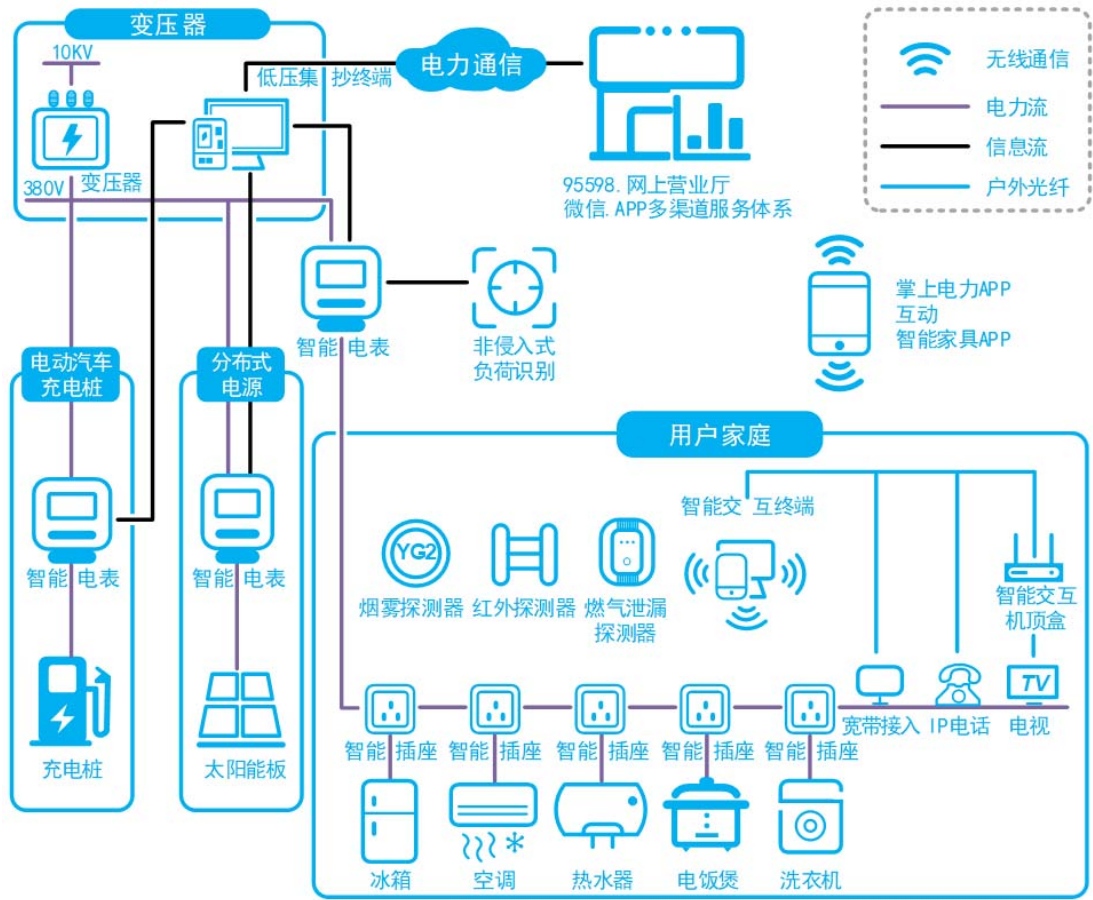 变压器
10KV
低压集 抄终端
380V
变压器
电力通信
95598.网上营业厅
微信.APP多渠道服务体系
无线通信
电力流
信息流
户外光纤
掌上电力APP
互动
智能家具APP
智能 电表
非侵入式
负荷识别
电动汽车
充电桩
智能 电表
充电桩
分布式
电源
智能 电表
太阳能板
用户家庭
YG2
烟雾探测器
红外探测器
燃气泄漏
探测器
智能交 互终端
智能交互
机顶盒
TV
宽带接入
IP电话
电视
智能 插座
智能 插座
智能 插座
智能 插座
智能 插座
冰箱
空调
热水器
电饭煲
洗衣机